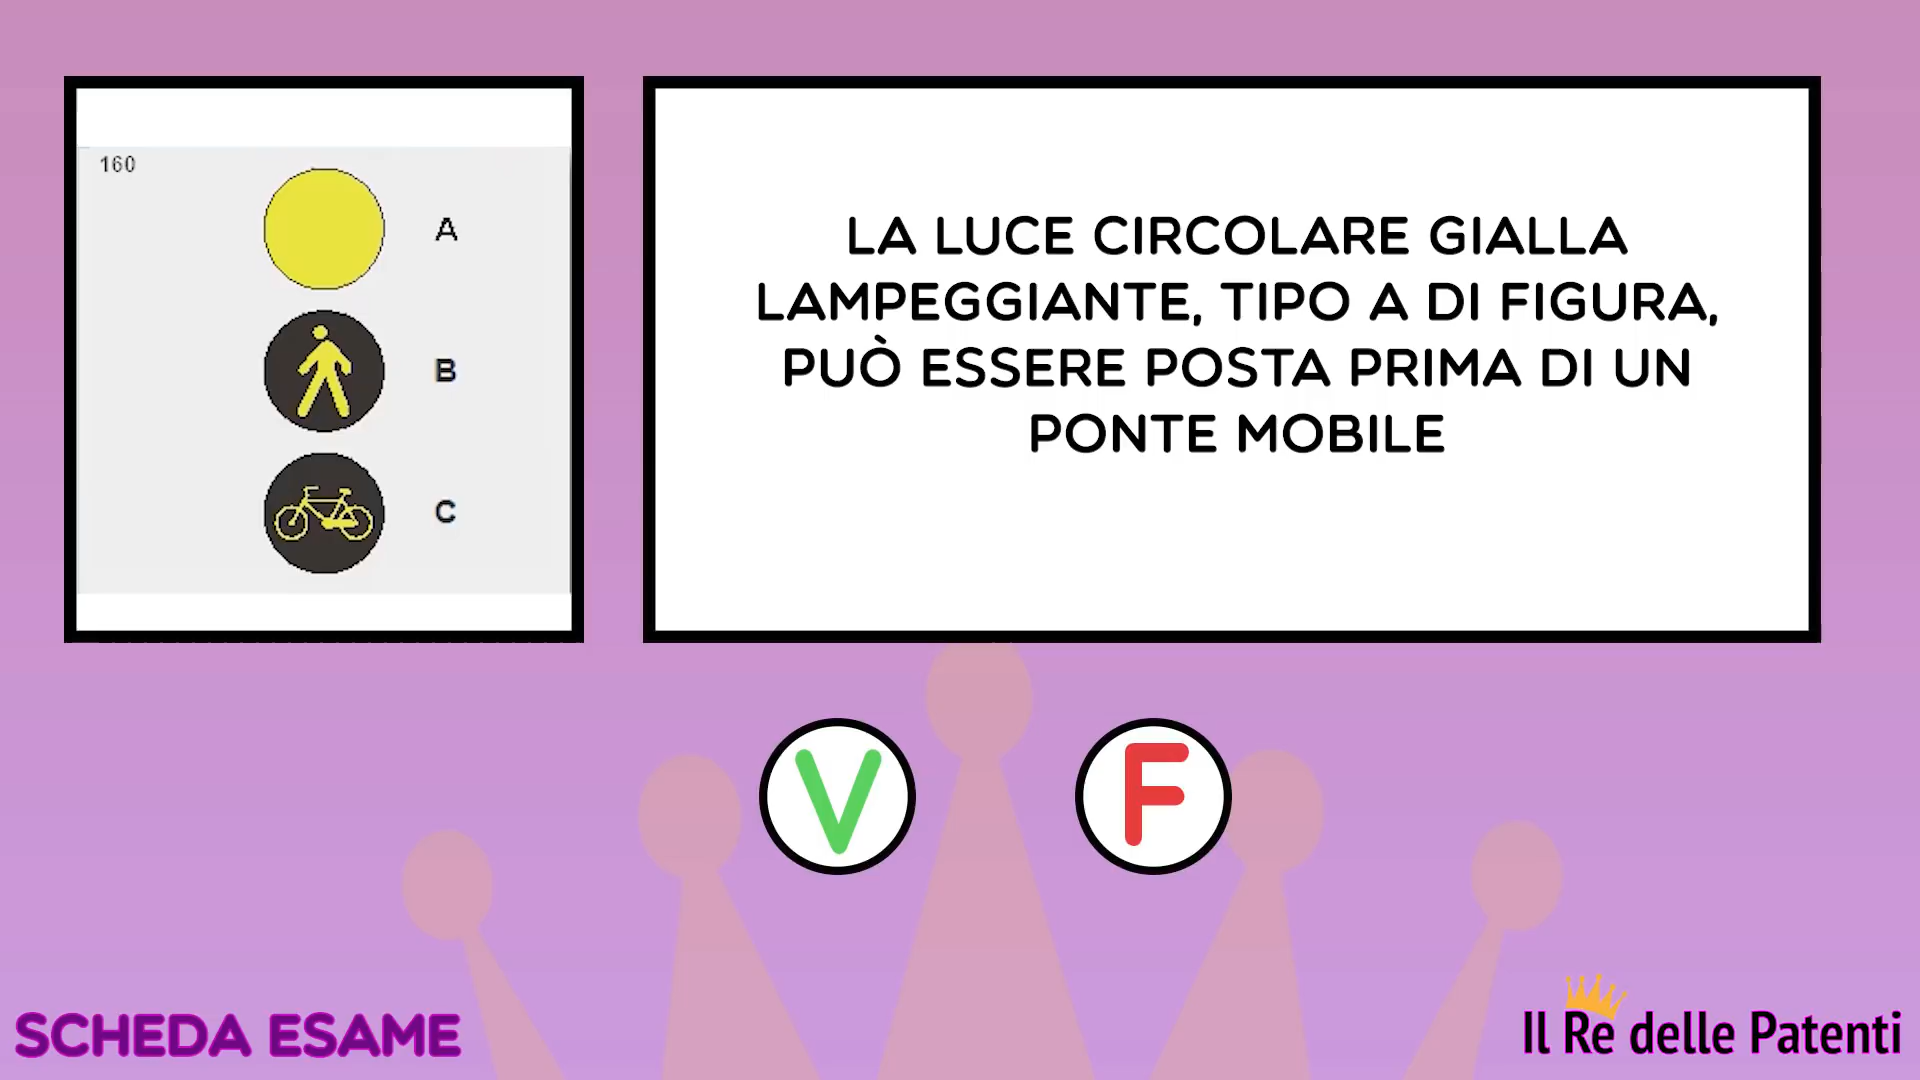 160
A
B
C
LA LUCE CIRCOLARE GIALLA
LAMPEGGIANTE, TIPO A DI FIGURA,
PUÒ ESSERE POSTA PRIMA DI UN
PONTE MOBILE
V
F
SCHEDA ESAME
Il Re delle Patenti